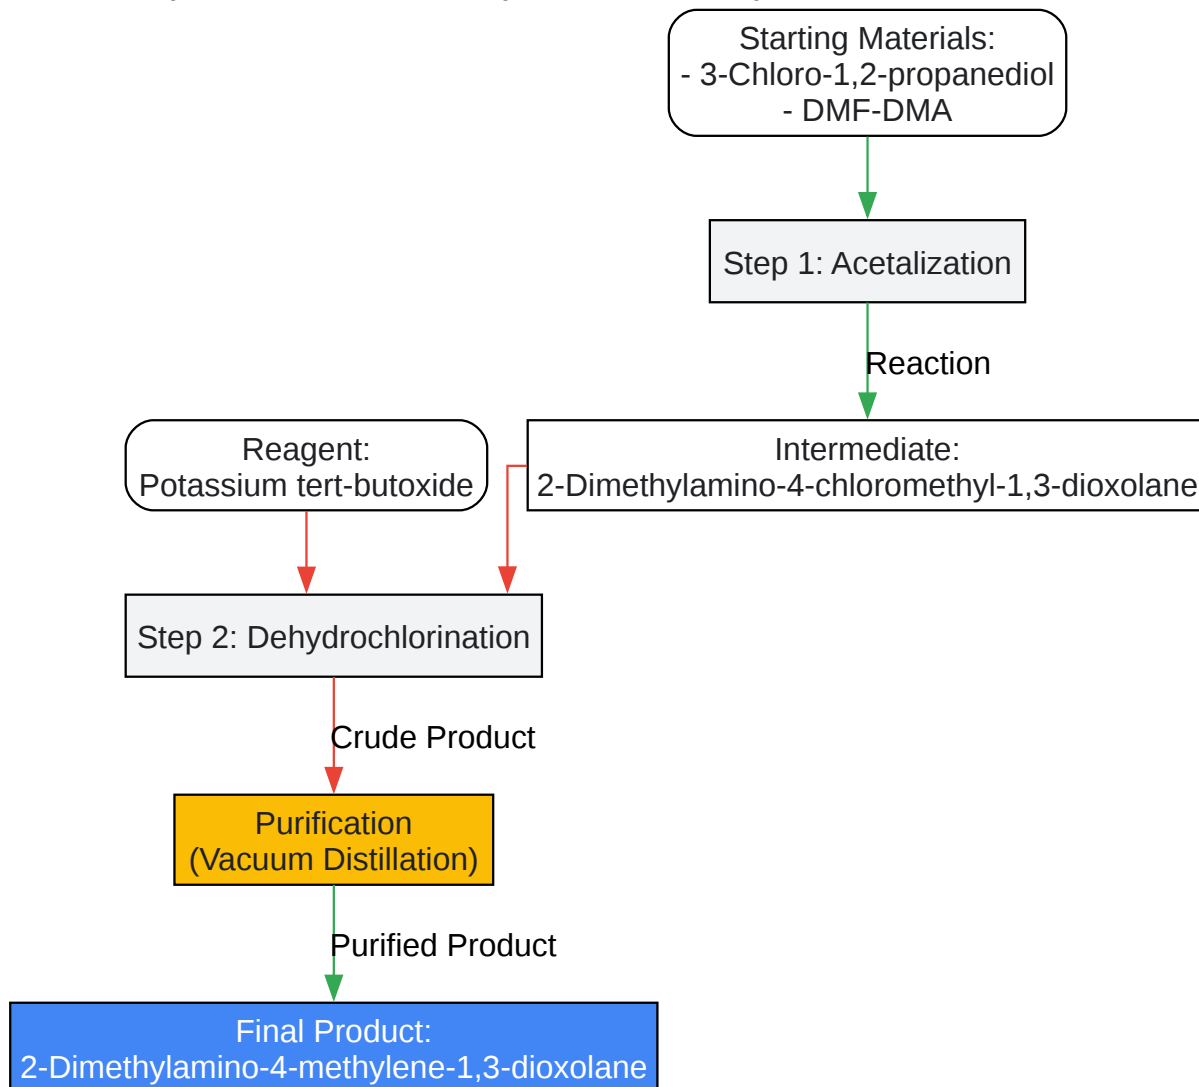 Starting Materials:
- 3-Chloro-1,2-propanediol
- DMF-DMA
Step 1: Acetalization
Reaction
Reagent:
Potassium tert-butoxide
Intermediate:
2-Dimethylamino-4-chloromethyl-1,3-dioxolane
Step 2: Dehydrochlorination
Crude Product
Purification
(Vacuum Distillation)
Purified Product
Final Product:
2-Dimethylamino-4-methylene-1,3-dioxolane